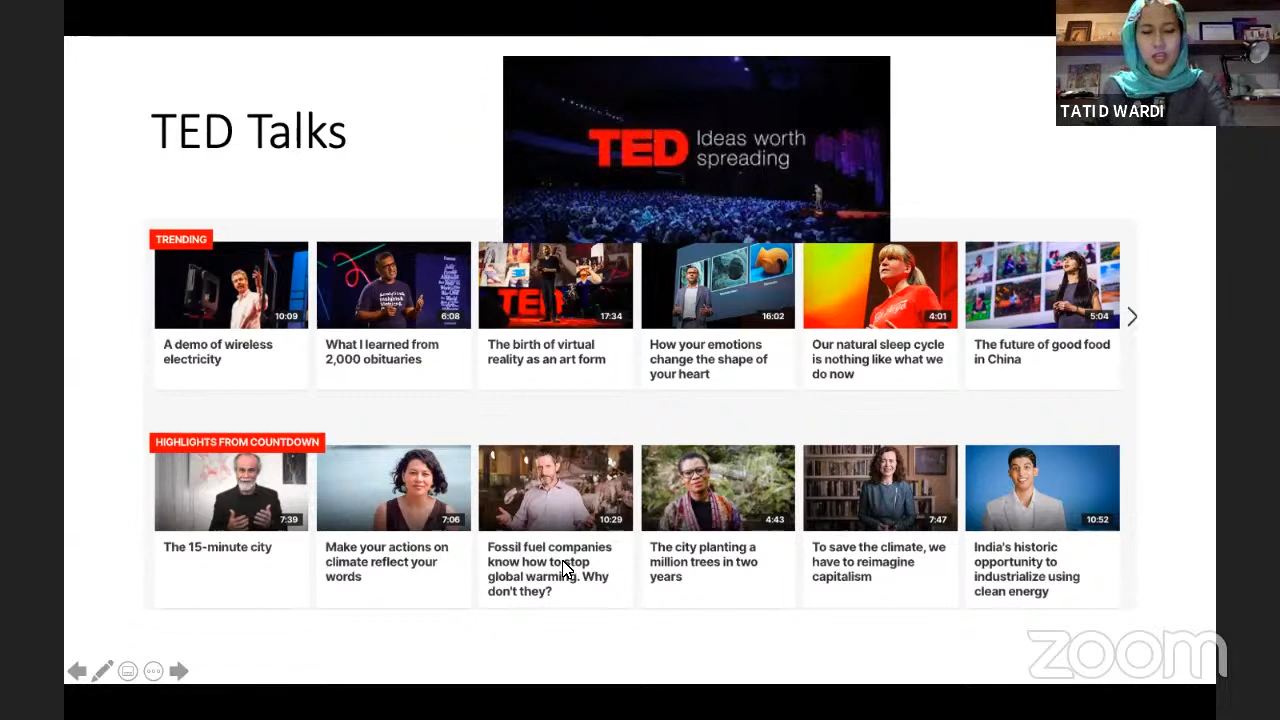 TATI D WARDI
TED Talks
TED Ideas worth
spreading
TRENDING
10:09
6:08
17:34
16:02
4:01
5:04
A demo of wireless
electricity
What I learned from
2,000 obituaries
The birth of virtual
reality as an art form
How your emotions
change the shape of
your heart
Our natural sleep cycle
is nothing like what we
do now
The future of good food
in China
HIGHLIGHTS FROM COUNTDOWN
7:39
7:06
10:29
4:43
7:47
10:52
The 15-minute city
Make your actions on
climate reflect your
words
Fossil fuel companies
know how to stop
global warming. Why
don't they?
The city planting a
million trees in two
years
To save the climate, we
have to reimagine
capitalism
India's historic
opportunity to
industrialize using
clean energy
zoom